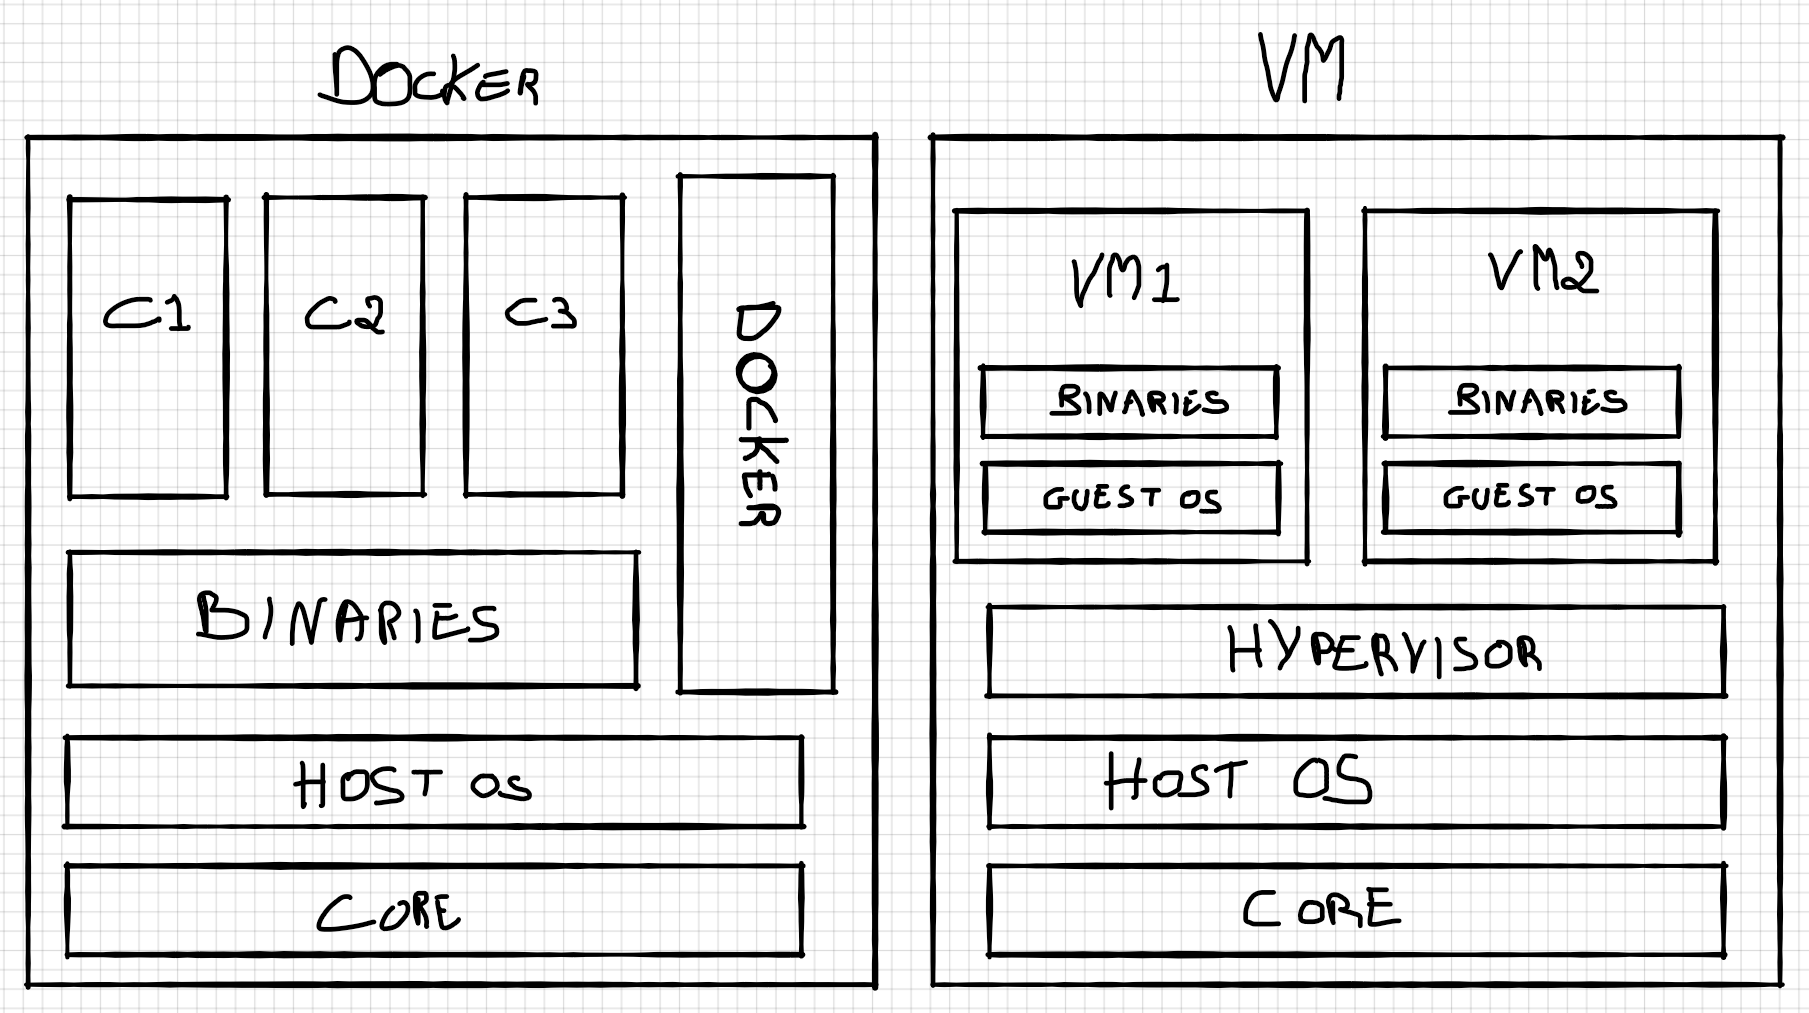 DOCKER
C1
C2
C3
DOCKER
BINARIES
HOST OS
CORE
VM
VM1
BINARIES
GUEST OS
VM2
BINARIES
GUEST OS
HYPERVISOR
HOST OS
CORE